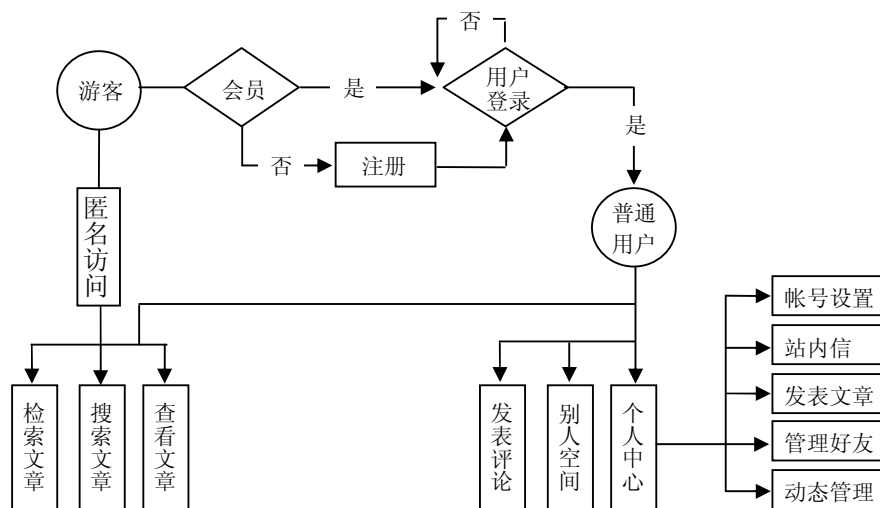 否
游客
会员
是
用户
登录
是
否
注册
匿名访问
普通
用户
帐号设置
站内信
发表文章
管理好友
动态管理
检索文章
搜索文章
查看文章
发表评论
别人空间
个人中心